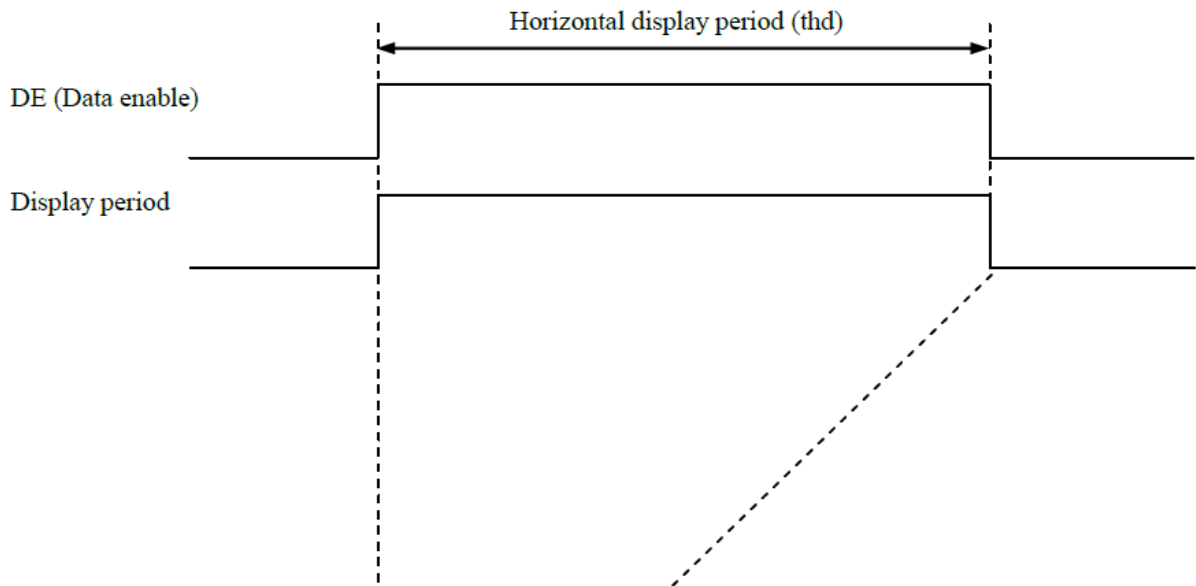 Horizontal display period (thd)
DE (Data enable)
Display period